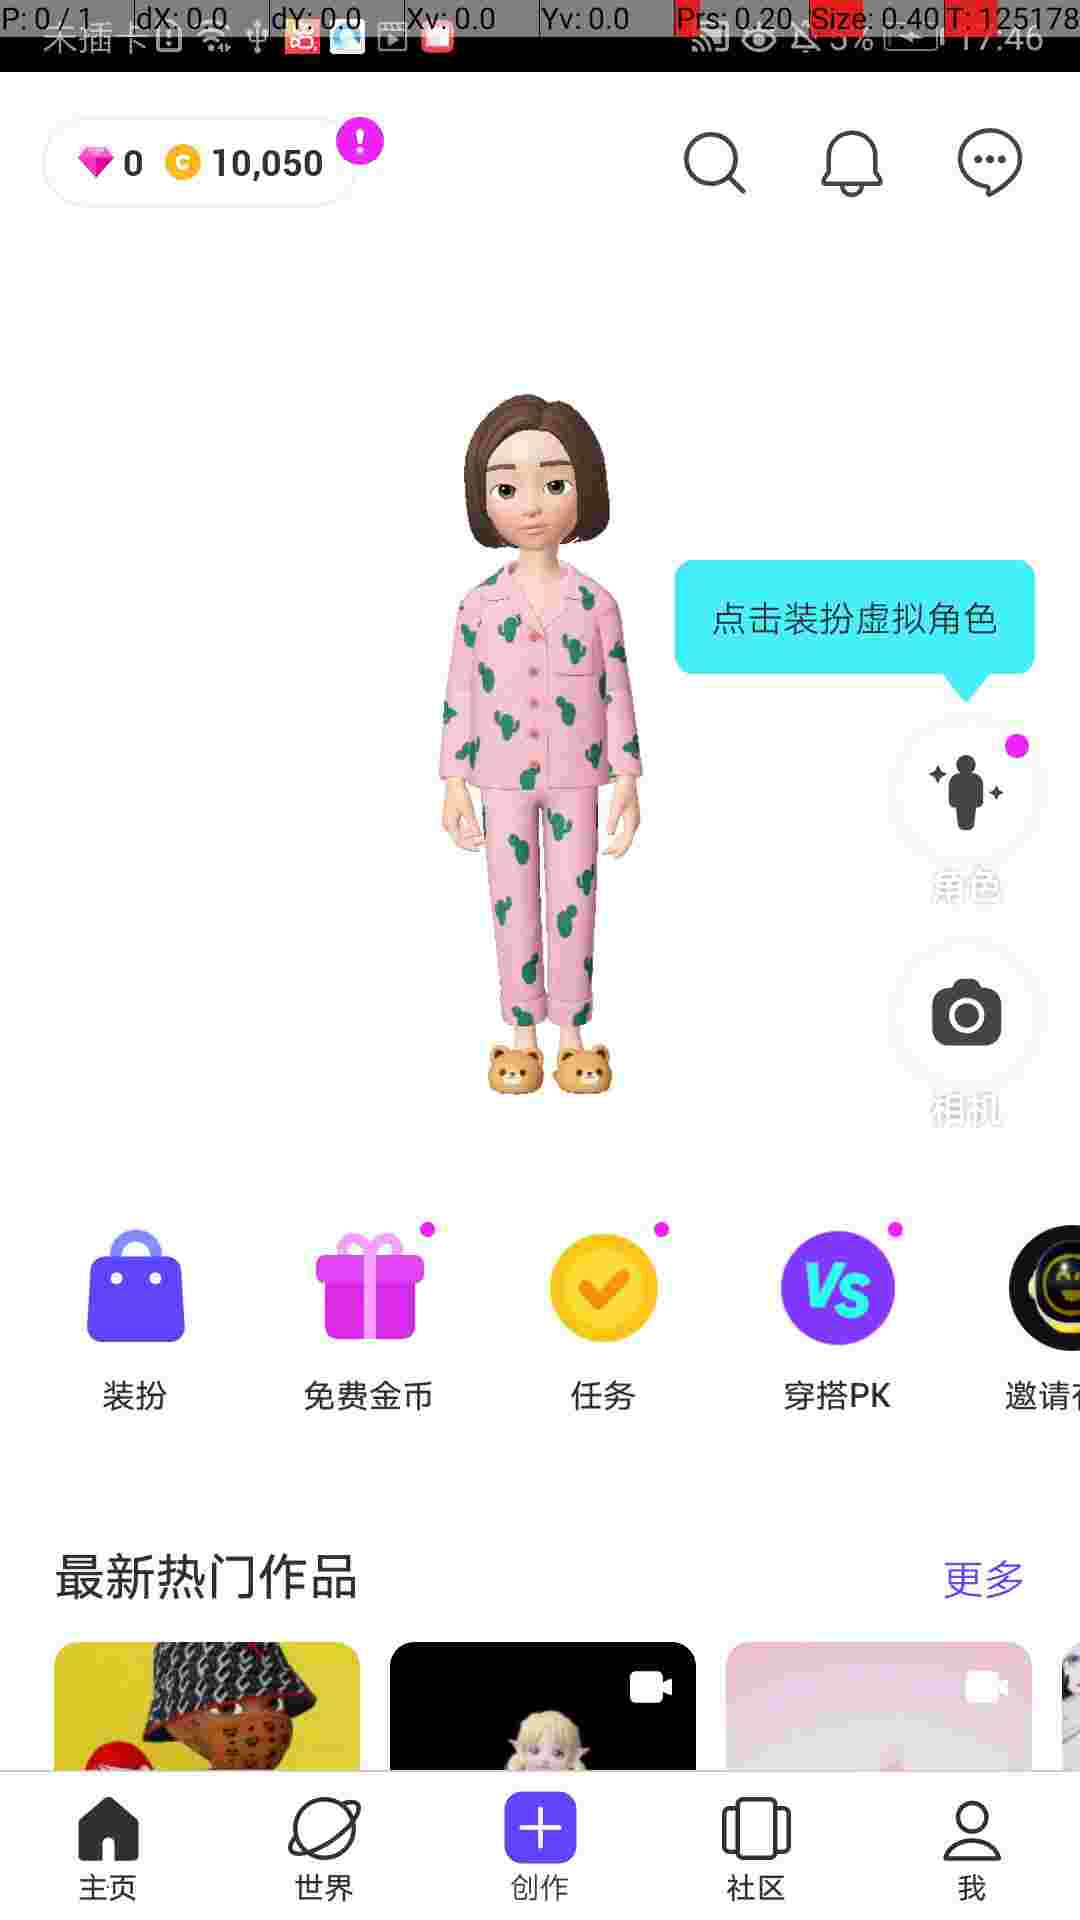 P: 0 / 1 dX: 0.0 dY: 0.0 Xv: 0.0 Yv: 0.0 Prs: 0.20 Size: 0.40 T: 125178
未插卡 5% 17:46
0 C 10,050 !
点击装扮虚拟角色
角色
相机
VS
装扮 免费金币 任务 穿搭PK 邀请
最新热门作品 更多
主页 世界 创作 社区 我